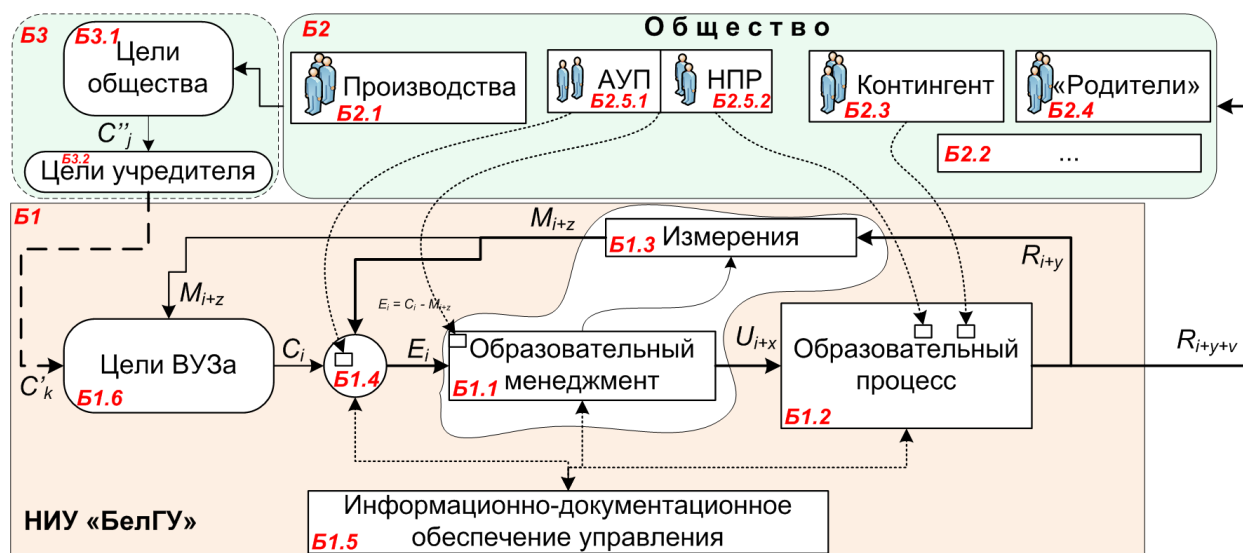 Б3
Б3.1
Цели
общества
C''j
Б3.2
Цели учредителя
Б2
Общество
Производства
Б2.1
АУП
Б2.5.1
НПР
Б2.5.2
Контингент
Б2.3
«Родители»
Б2.4
Б2.2
...
Б1
Mi+z
Измерения
Б1.3
Ri+y
Mi+z
Ei = Ci - Mi+z
C'k
Цели ВУЗа
Б1.6
Ci
Б1.4
Ei
Образовательный
менеджмент
Б1.1
Ui+x
Образовательный
процесс
Б1.2
Ri+y+v
Информационно-документационное
обеспечение управления
Б1.5
НИУ «БелГУ»